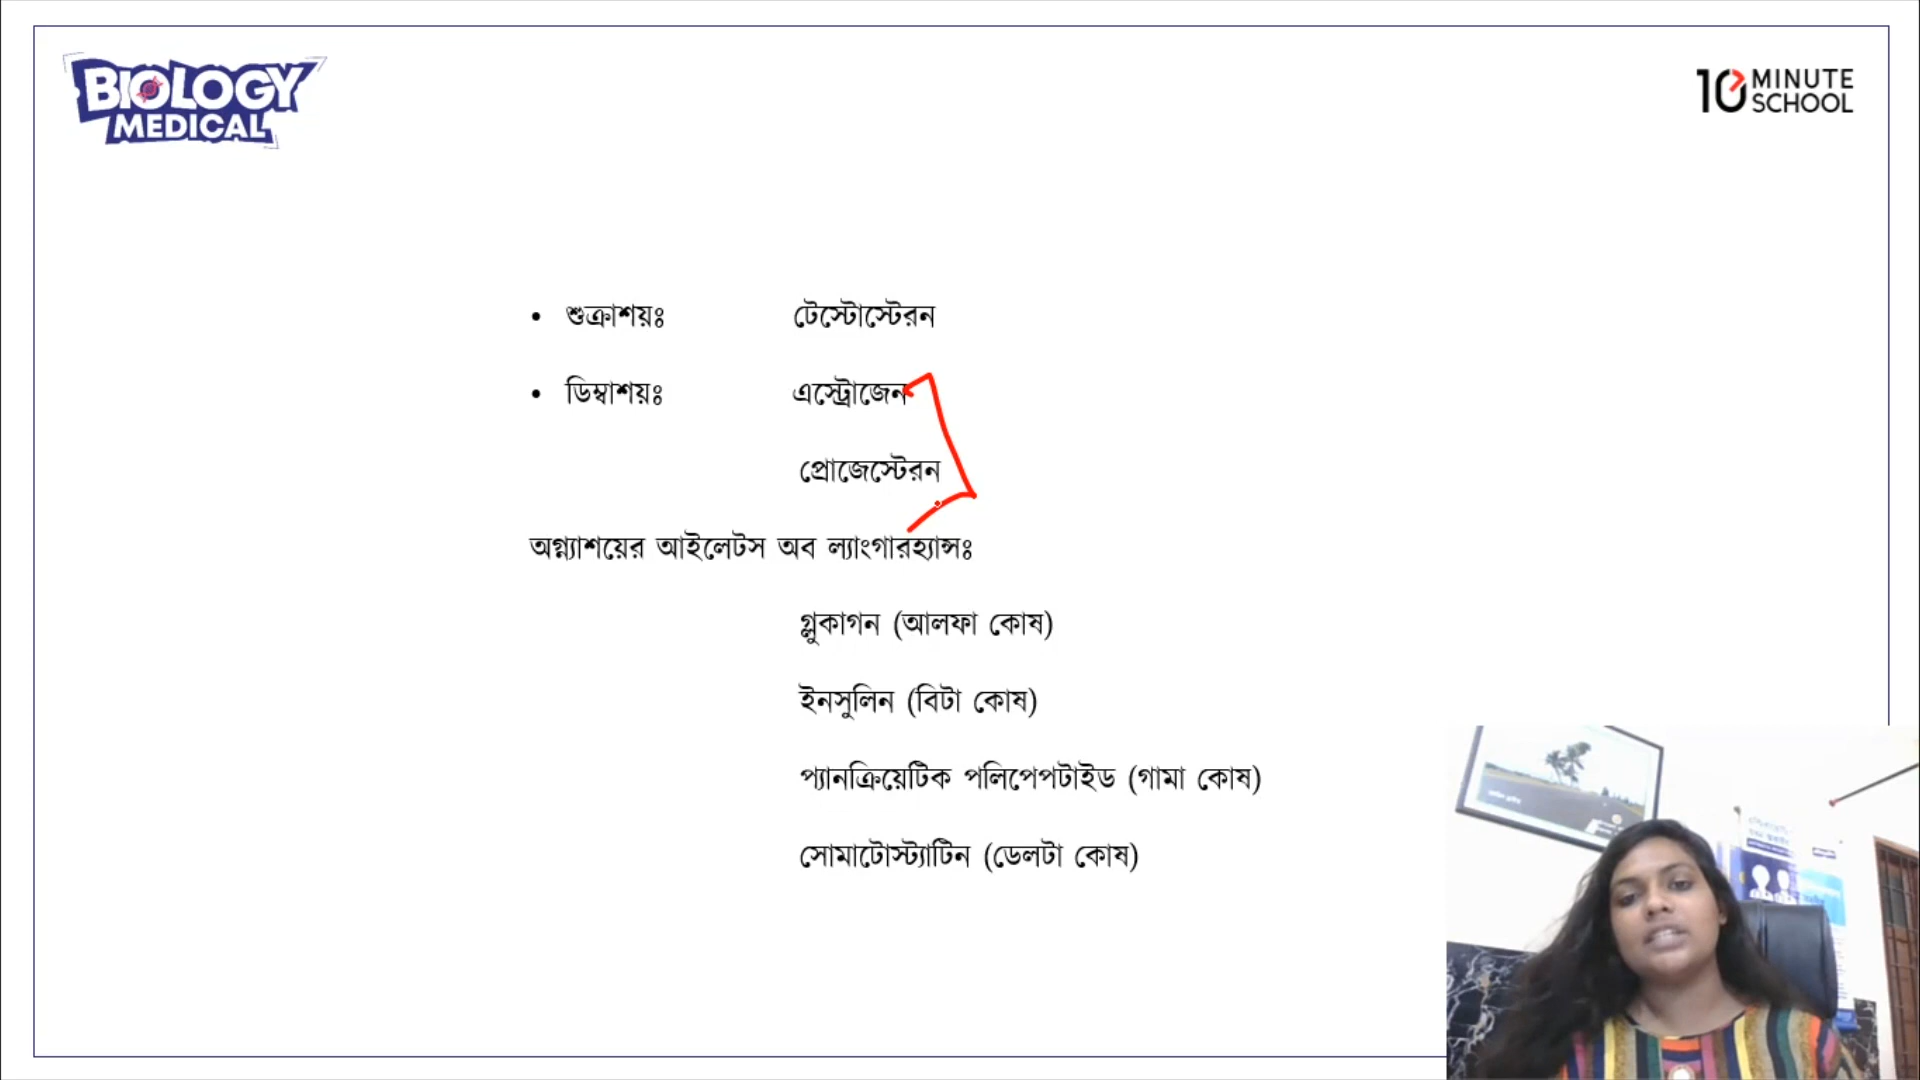 BIOLOGY
MEDICAL
10 MINUTE
SCHOOL
• শুক্রাশয়ঃ টেস্টোস্টেরন
• ডিম্বাশয়ঃ এস্ট্রোজেন
প্রোজেস্টেরন
অগ্ন্যাশয়ের আইলেটস অব ল্যাংগারহ্যান্সঃ
গ্লুকাগন (আলফা কোষ)
ইনসুলিন (বিটা কোষ)
প্যানক্রিয়েটিক পলিপেপটাইড (গামা কোষ)
সোমাটোস্ট্যাটিন (ডেলটা কোষ)